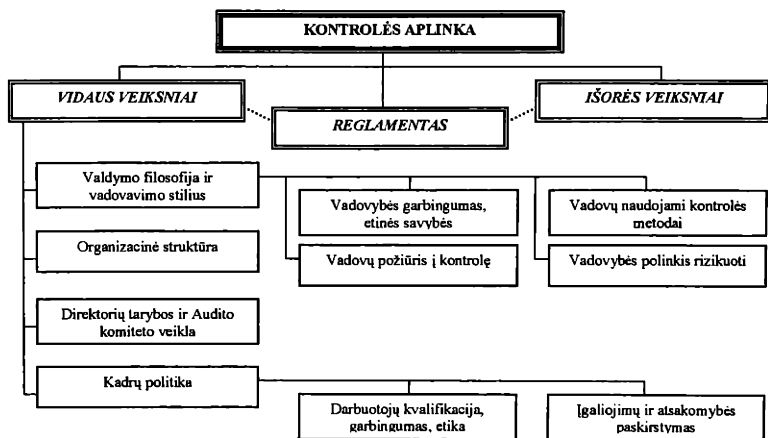 KONTROLĖS APLINKA
VIDAUS VEIKSNIAI
REGLAMENTAS
IŠORĖS VEIKSNIAI
Valdymo filosofija ir
vadovavimo stilius
Vadovybės garbingumas,
etinės savybės
Vadovų naudojami kontrolės
metodai
Organizacinė struktūra
Vadovų požiūris į kontrolę
Vadovybės polinkis rizikuoti
Direktorių tarybos ir Audito
komiteto veikla
Kadrų politika
Darbuotojų kvalifikacija,
garbingumas, etika
Įgaliojimų ir atsakomybės
paskirstymas